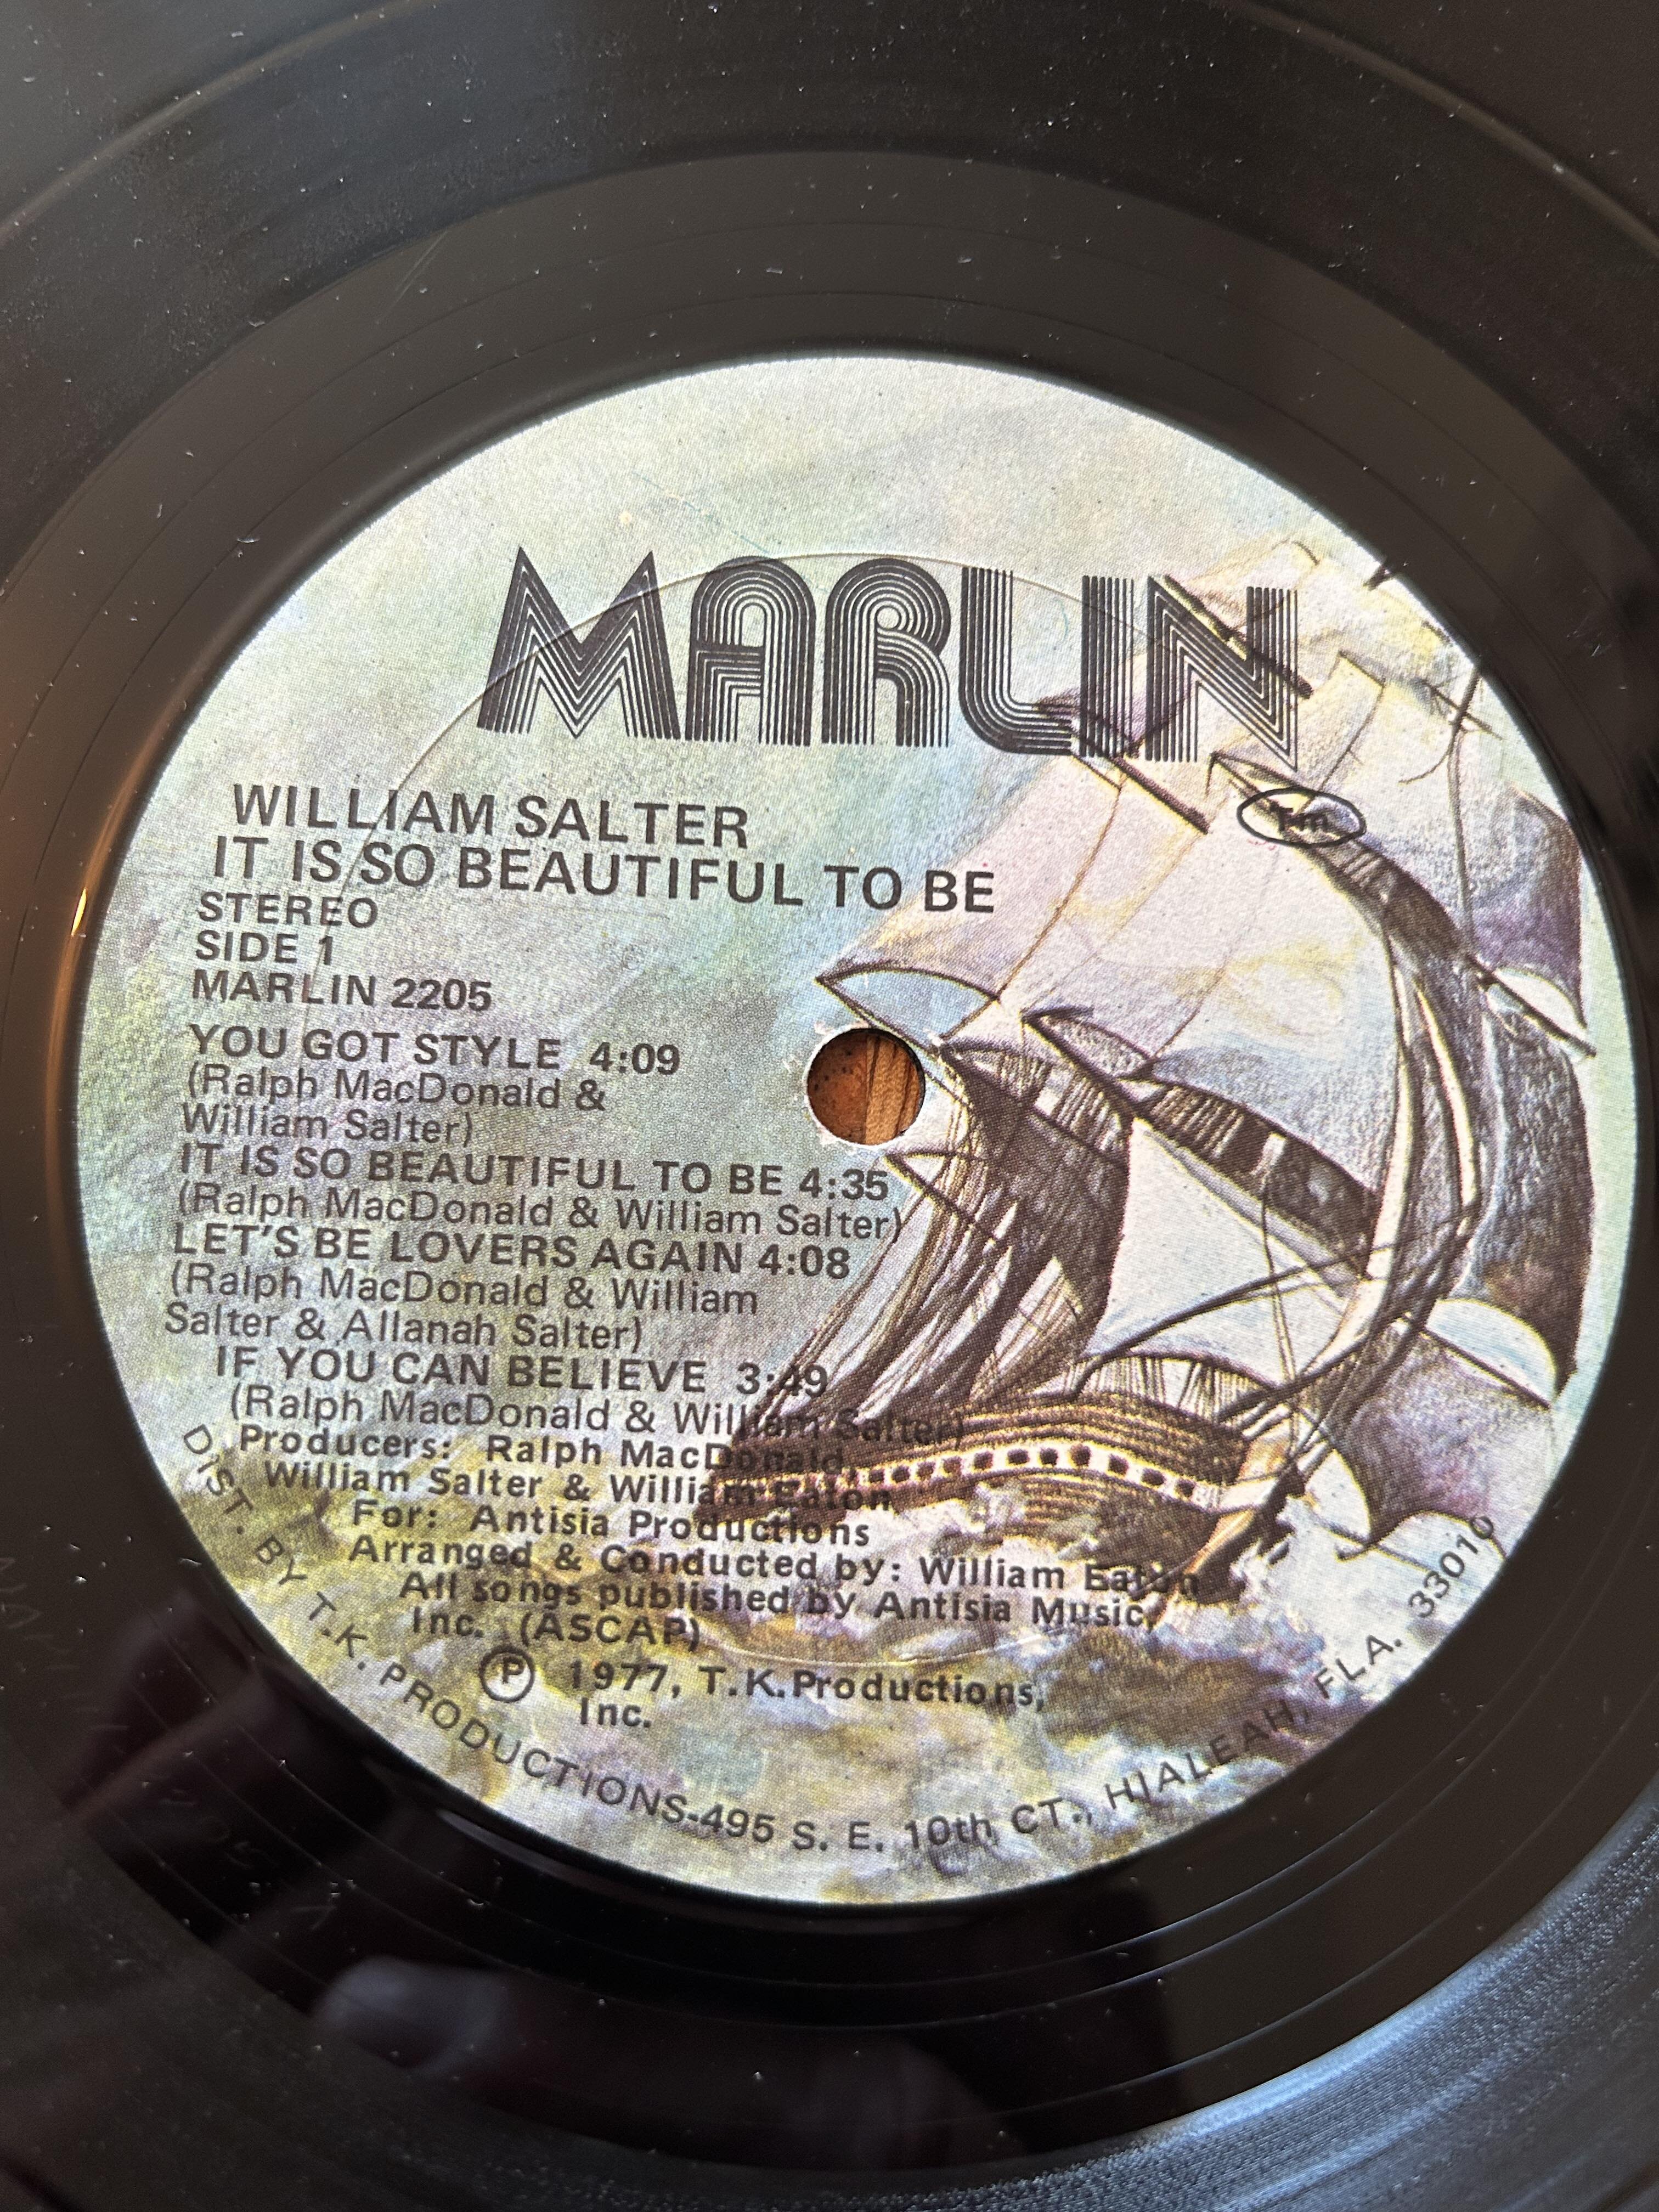 MARLIN
Tm
WILLIAM SALTER
IT IS SO BEAUTIFUL TO BE
STEREO
SIDE 1
MARLIN 2205
YOU GOT STYLE 4:09
(Ralph MacDonald &
William Salter)
IT IS SO BEAUTIFUL TO BE 4:35
(Ralph MacDonald & William Salter)
LET'S BE LOVERS AGAIN 4:08
(Ralph MacDonald & William
Salter & Allanah Salter)
IF YOU CAN BELIEVE 3:49
(Ralph MacDonald & William Salter)
Producers: Ralph MacDonald
William Salter & William Eaton
For: Antisia Productions
Arranged & Conducted by: William Eaton
All songs published by Antisia Music,
Inc. (ASCAP)
Ⓟ 1977, T.K.Productions,
Inc.
DIST. BY T.K. PRODUCTIONS-495 S. E. 10th CT., HIALEAH, FLA. 33010